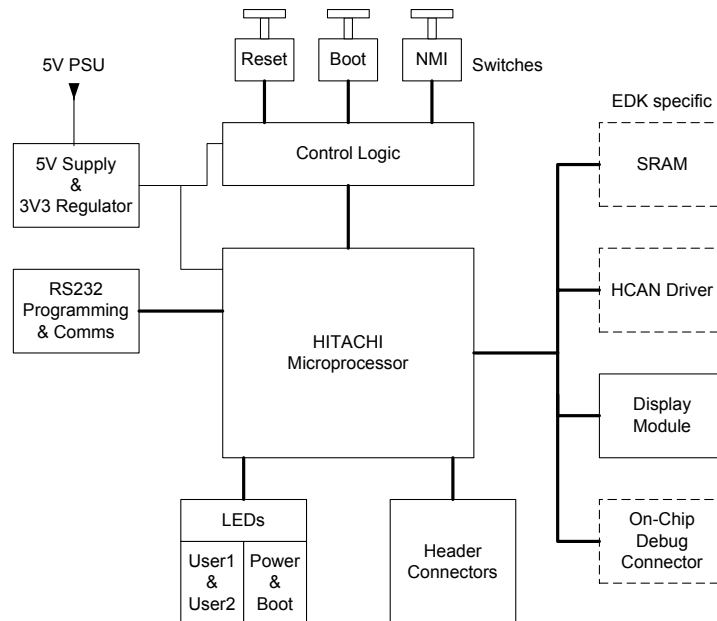 Reset
Boot
NMI
Switches
5V PSU
EDK specific
Control Logic
SRAM
5V Supply
&
3V3 Regulator
RS232
Programming
& Comms
HITACHI
Microprocessor
HCAN Driver
Display
Module
LEDs
User1
&
User2
Power
&
Boot
Header
Connectors
On-Chip
Debug
Connector